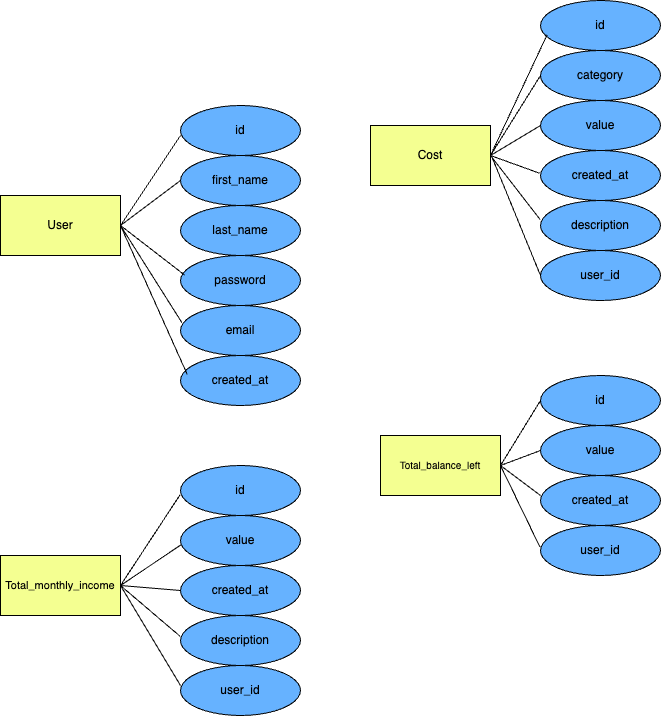 User
id
first_name
last_name
password
email
created_at
Cost
id
category
value
created_at
description
user_id
Total_monthly_income
id
value
created_at
description
user_id
Total_balance_left
id
value
created_at
user_id